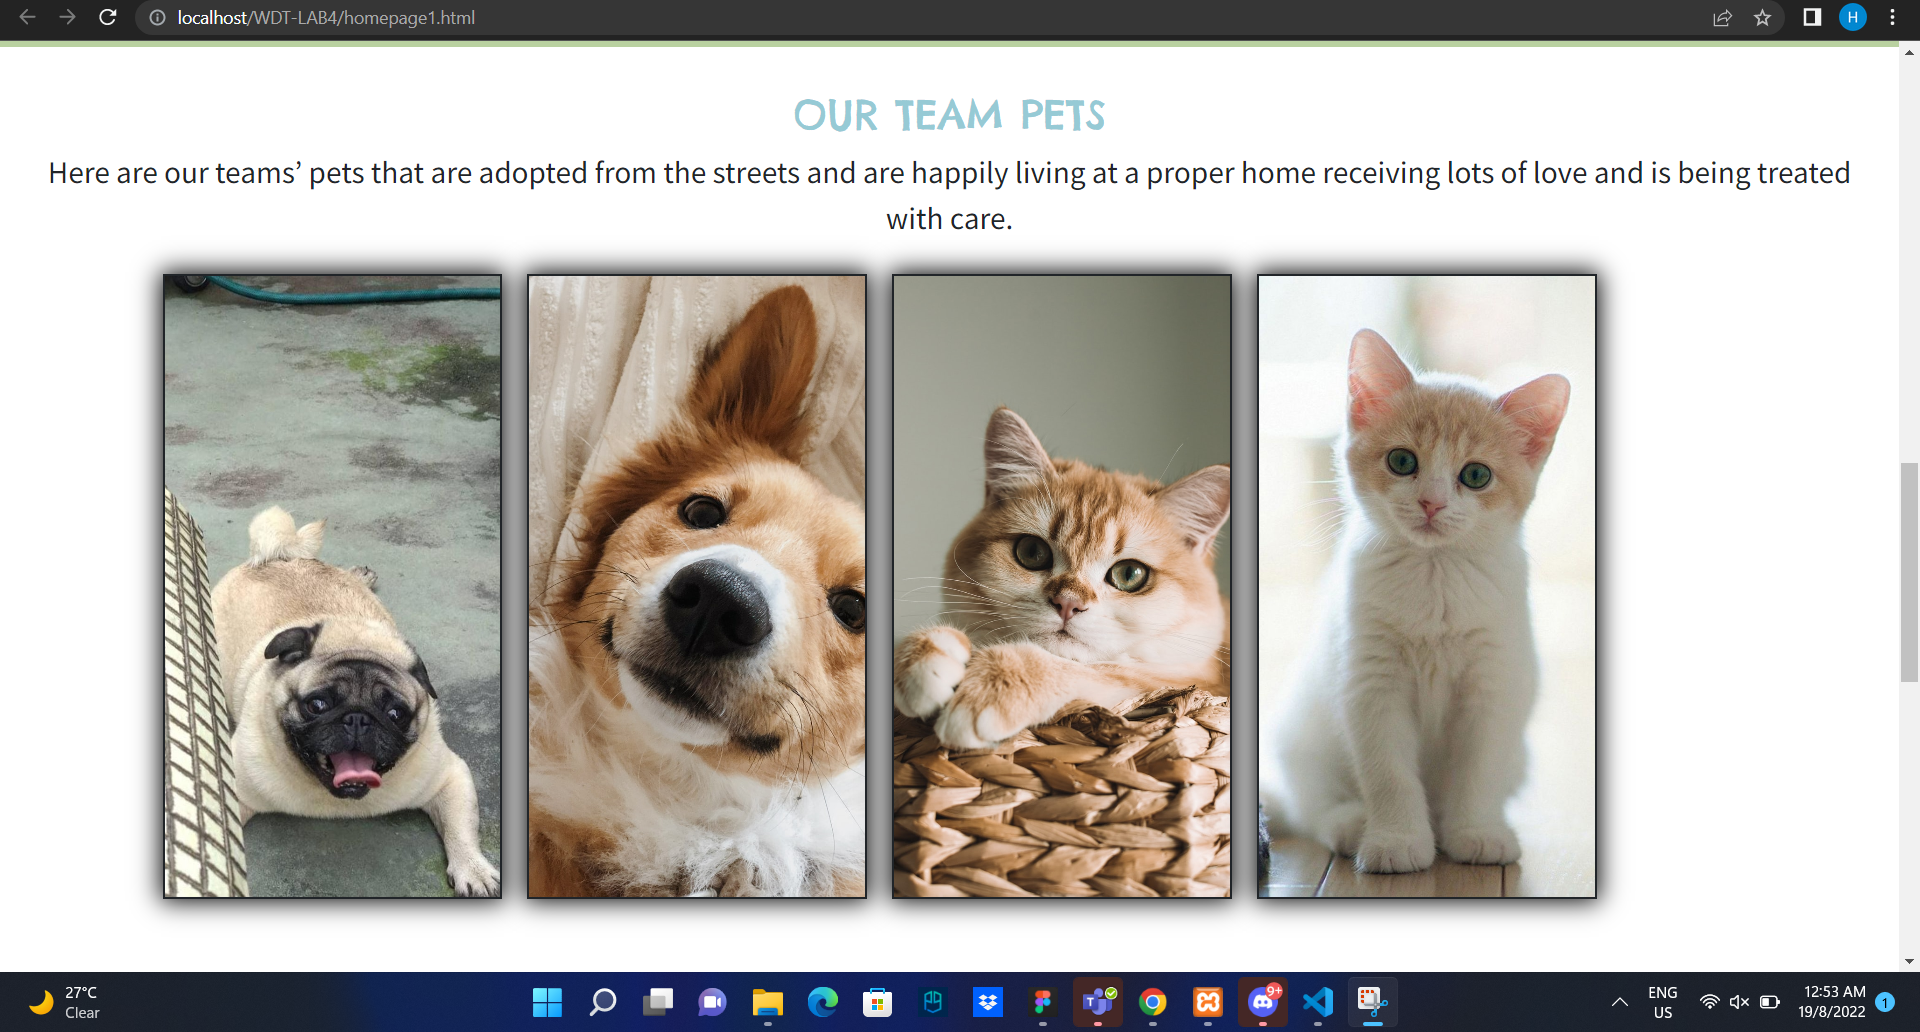 localhost/WDT-LAB4/homepage1.html
H
OUR TEAM PETS
Here are our teams’ pets that are adopted from the streets and are happily living at a proper home receiving lots of love and is being treated
with care.
27°C
Clear
T
9+
ENG
US
12:53 AM
19/8/2022
1